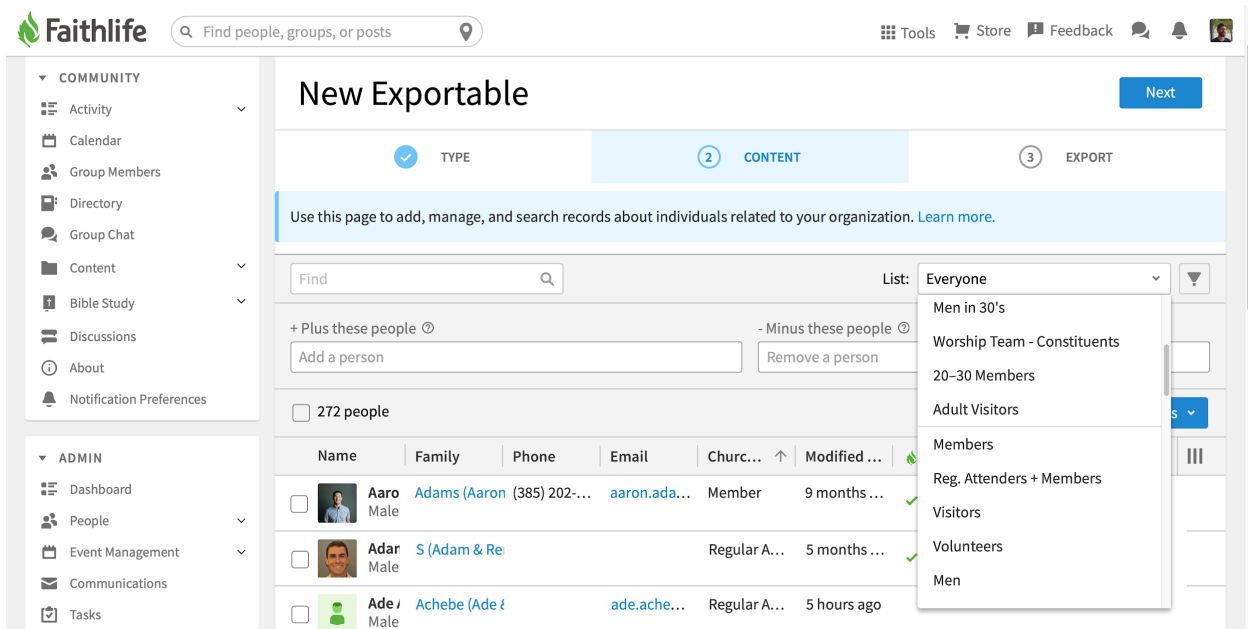 Faithlife
Find people, groups, or posts
Tools
Store
Feedback
COMMUNITY
Activity
Calendar
Group Members
Directory
Group Chat
Content
Bible Study
Discussions
About
Notification Preferences
ADMIN
Dashboard
People
Event Management
Communications
Tasks
New Exportable
Next
TYPE
2 CONTENT
3 EXPORT
Use this page to add, manage, and search records about individuals related to your organization. Learn more.
Find
List: Everyone
Men in 30's
Worship Team - Constituents
20–30 Members
Adult Visitors
Members
Reg. Attenders + Members
Visitors
Volunteers
Men
+ Plus these people
Add a person
- Minus these people
Remove a person
272 people
s
Name Family Phone Email Churc... Modified ...
Aaro Adams (Aaron (385) 202-... aaron.ada... Member 9 months ...
Male
Adar S (Adam & Re Regular A... 5 months ...
Male
Ade Achebe (Ade & ade.ache... Regular A... 5 hours ago
Male